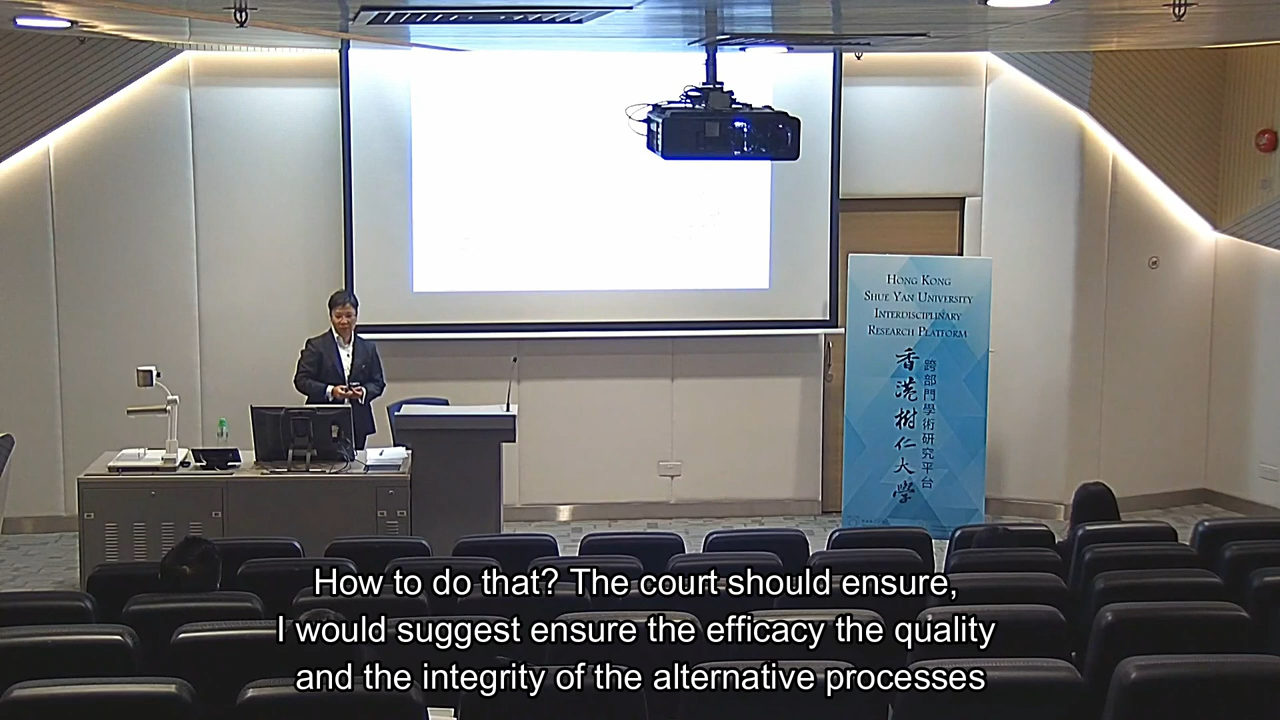 HONG KONG
SHUE YAN UNIVERSITY
INTERDISCIPLINARY
RESEARCH PLATFORM
香港樹仁大學
跨部門學術研究平台
How to do that? The court should ensure,
I would suggest ensure the efficacy the quality
and the integrity of the alternative processes